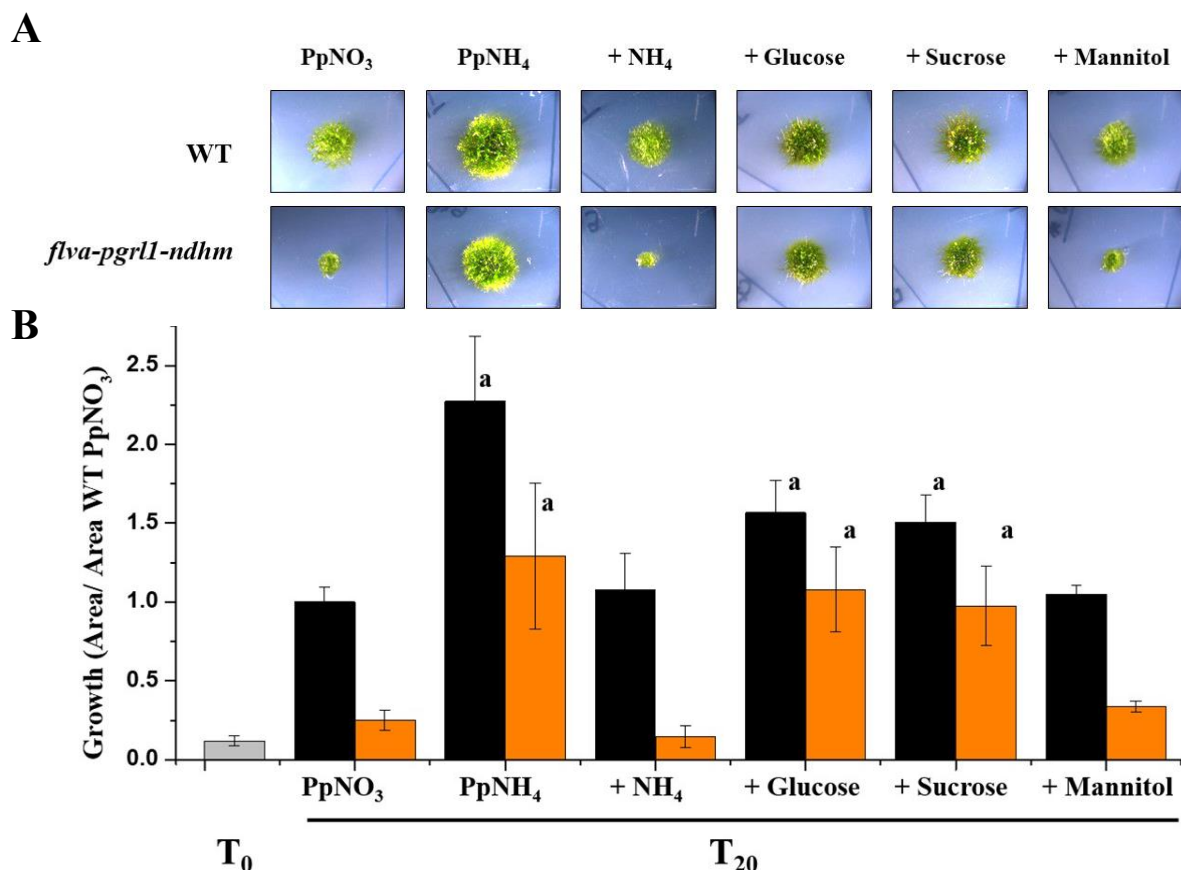 A
PpNO₃ PpNH₄ + NH₄ + Glucose + Sucrose + Mannitol
WT
flva-pgrl1-ndhm
B
Growth (Area/ Area WT PpNO₃)
2.5
2.0
1.5
1.0
0.5
0.0
a
a
a
a
a
a
PpNO₃ PpNH₄ + NH₄ + Glucose + Sucrose + Mannitol
T₀ T₂₀